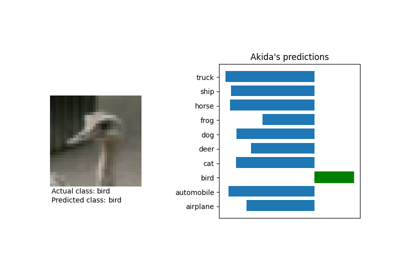 Akida's predictions
truck
ship
horse
frog
dog
deer
cat
bird
automobile
airplane
Actual class: bird
Predicted class: bird